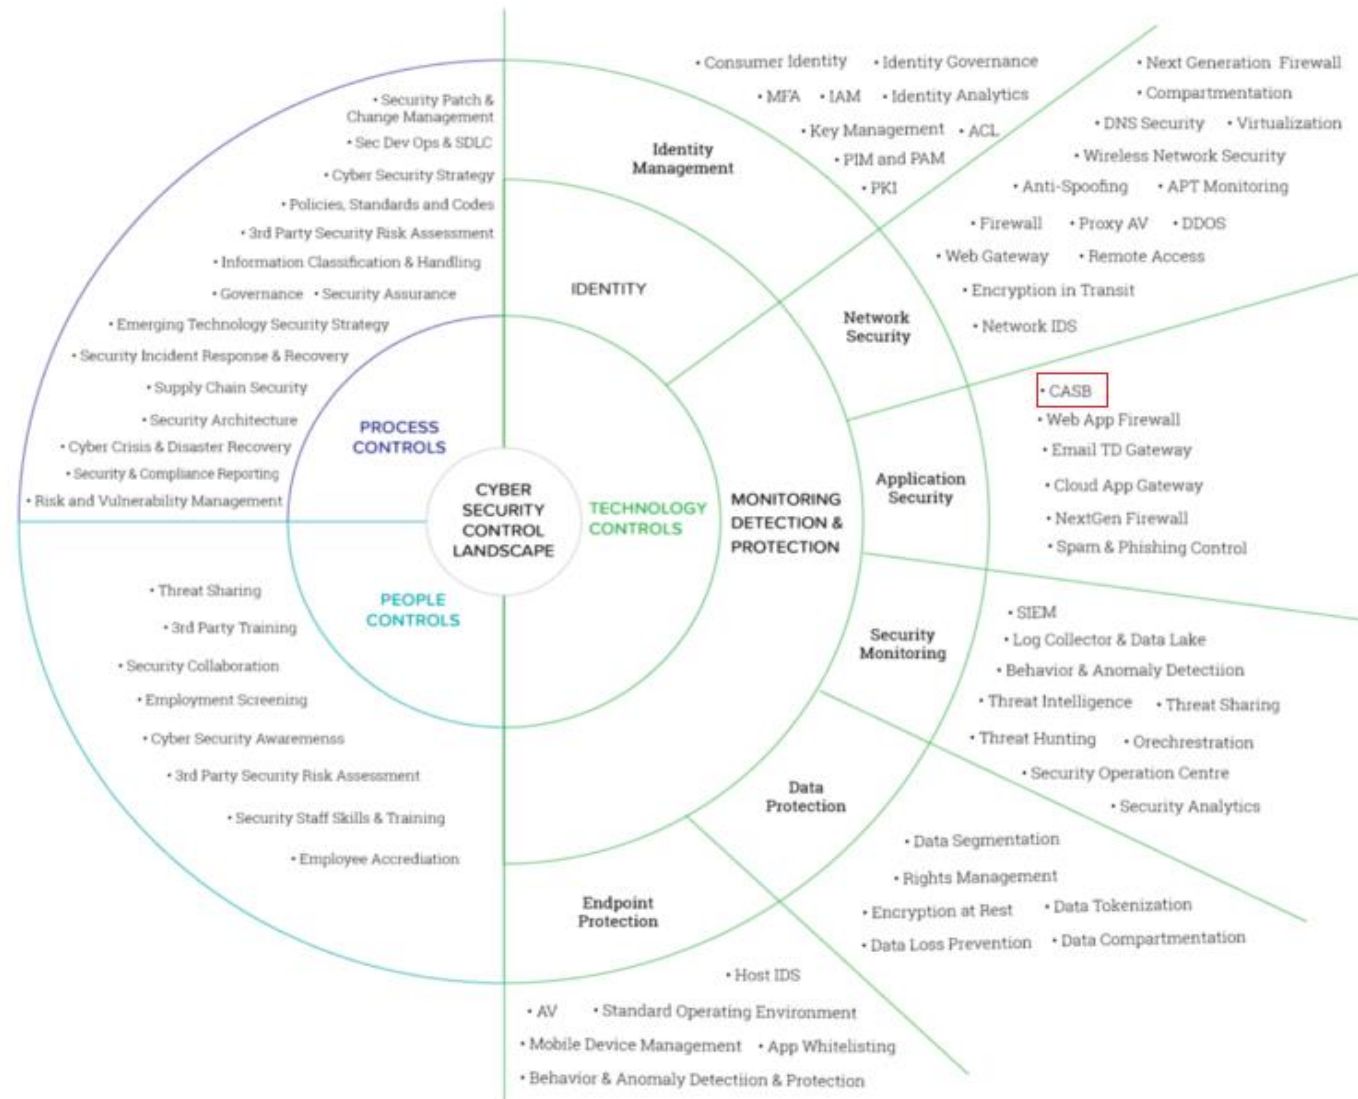 • Security Patch &
Change Management
• Sec Dev Ops & SDLC
• Cyber Security Strategy
• Policies, Standards and Codes
• 3rd Party Security Risk Assessment
• Information Classification & Handling
• Governance • Security Assurance
• Emerging Technology Security Strategy
• Security Incident Response & Recovery
• Supply Chain Security
• Security Architecture
• Cyber Crisis & Disaster Recovery
• Security & Compliance Reporting
• Risk and Vulnerability Management
PROCESS
CONTROLS
CYBER
SECURITY
CONTROL
LANDSCAPE
TECHNOLOGY
CONTROLS
PEOPLE
CONTROLS
• Threat Sharing
• 3rd Party Training
• Security Collaboration
• Employment Screening
• Cyber Security Awaremenss
• 3rd Party Security Risk Assessment
• Security Staff Skills & Training
• Employee Accrediation
IDENTITY
MONITORING
DETECTION &
PROTECTION
Identity
Management
• Consumer Identity • Identity Governance
• MFA • IAM • Identity Analytics
• Key Management • ACL
• PIM and PAM
• PK1
Network
Security
• Next Generation Firewall
• Compartmentation
• DNS Security • Virtualization
• Wireless Network Security
• Anti-Spoofing • APT Monitoring
• Firewall • Proxy AV • DDOS
• Web Gateway • Remote Access
• Encryption in Transit
• Network IDS
Application
Security
• CASB
• Web App Firewall
• Email TD Gateway
• Cloud App Gateway
• NextGen Firewall
• Spam & Phishing Control
Security
Monitoring
• SIEM
• Log Collector & Data Lake
• Behavior & Anomaly Detectiion
• Threat Intelligence • Threat Sharing
• Threat Hunting • Orechrestration
• Security Operation Centre
• Security Analytics
Data
Protection
• Data Segmentation
• Rights Management
• Encryption at Rest • Data Tokenization
• Data Loss Prevention • Data Compartmentation
Endpoint
Protection
• Host IDS
• AV • Standard Operating Environment
• Mobile Device Management • App Whitelisting
• Behavior & Anomaly Detectiion & Protection